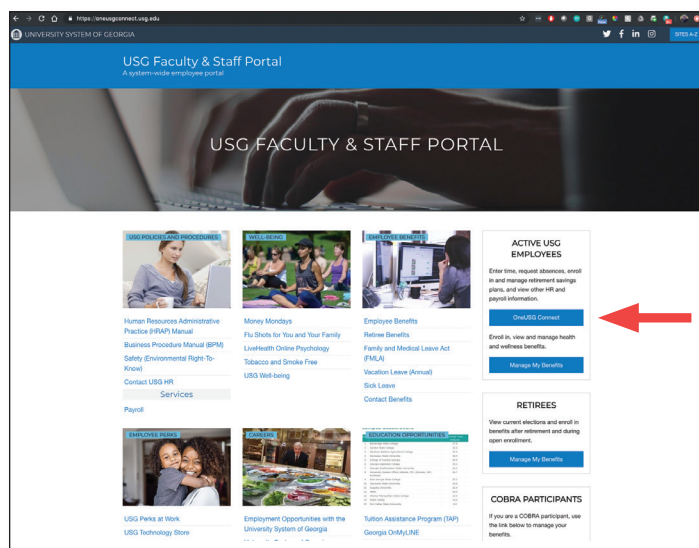 https://oneusgconnect.usg.edu
UNIVERSITY SYSTEM OF GEORGIA
SITES A-Z
USG Faculty & Staff Portal
A system-wide employee portal
USG FACULTY & STAFF PORTAL
USG POLICIES AND PROCEDURES
Human Resources Administrative
Practice (HRAP) Manual
Business Procedure Manual (BPM)
Safety (Environmental Right-To-
Know)
Contact USG HR
Services
Payroll
WELL-BEING
Money Mondays
Flu Shots for You and Your Family
LiveHealth Online Psychology
Tobacco and Smoke Free
USG Well-being
EMPLOYEE BENEFITS
Employee Benefits
Retiree Benefits
Family and Medical Leave Act
(FMLA)
Vacation Leave (Annual)
Sick Leave
Contact Benefits
ACTIVE USG
EMPLOYEES
Enter time, request absences, enroll
in and manage retirement savings
plans, and view other HR and
payroll information.
OneUSG Connect
Enroll in, view and manage health
and wellness benefits.
Manage My Benefits
RETIREES
View current elections and enroll in
benefits after retirement and during
open enrollment.
Manage My Benefits
COBRA PARTICIPANTS
If you are a COBRA participant, use
the link below to manage your
benefits.
EMPLOYEE PERKS
USG Perks at Work
USG Technology Store
CAREERS
Employment Opportunities with the
University System of Georgia
EDUCATION OPPORTUNITIES
Tuition Assistance Program (TAP)
Georgia OnMyLINE